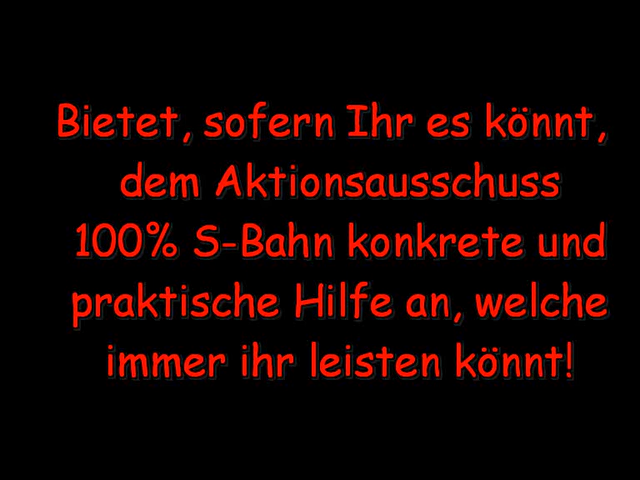 Bietet, sofern Ihr es könnt,
dem Aktionsausschuss
100% S-Bahn konkrete und
praktische Hilfe an, welche
immer ihr leisten könnt!